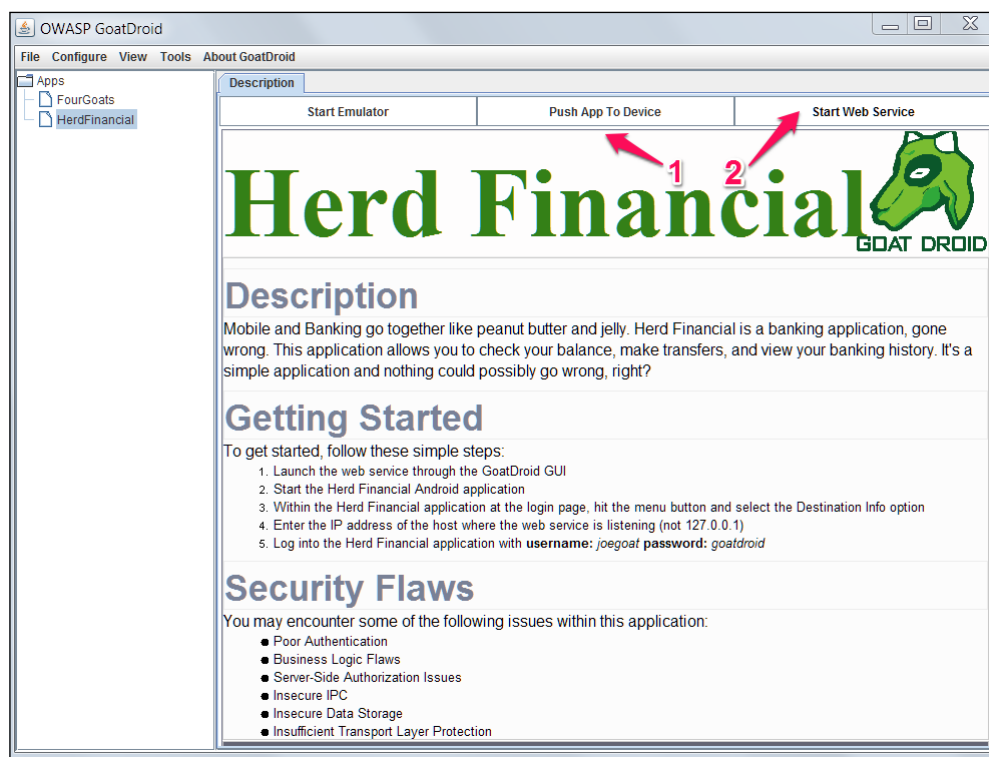 OWASP GoatDroid
File Configure View Tools About GoatDroid
Apps
FourGoats
HerdFinancial
Description
Start Emulator Push App To Device Start Web Service
1 2
Herd Financial
GOAT DROID
Description
Mobile and Banking go together like peanut butter and jelly. Herd Financial is a banking application, gone
wrong. This application allows you to check your balance, make transfers, and view your banking history. It's a
simple application and nothing could possibly go wrong, right?
Getting Started
To get started, follow these simple steps:
1. Launch the web service through the GoatDroid GUI
2. Start the Herd Financial Android application
3. Within the Herd Financial application at the login page, hit the menu button and select the Destination Info option
4. Enter the IP address of the host where the web service is listening (not 127.0.0.1)
5. Log into the Herd Financial application with username: joegoat password: goatdroid
Security Flaws
You may encounter some of the following issues within this application:
Poor Authentication
Business Logic Flaws
Server-Side Authorization Issues
Insecure IPC
Insecure Data Storage
Insufficient Transport Layer Protection